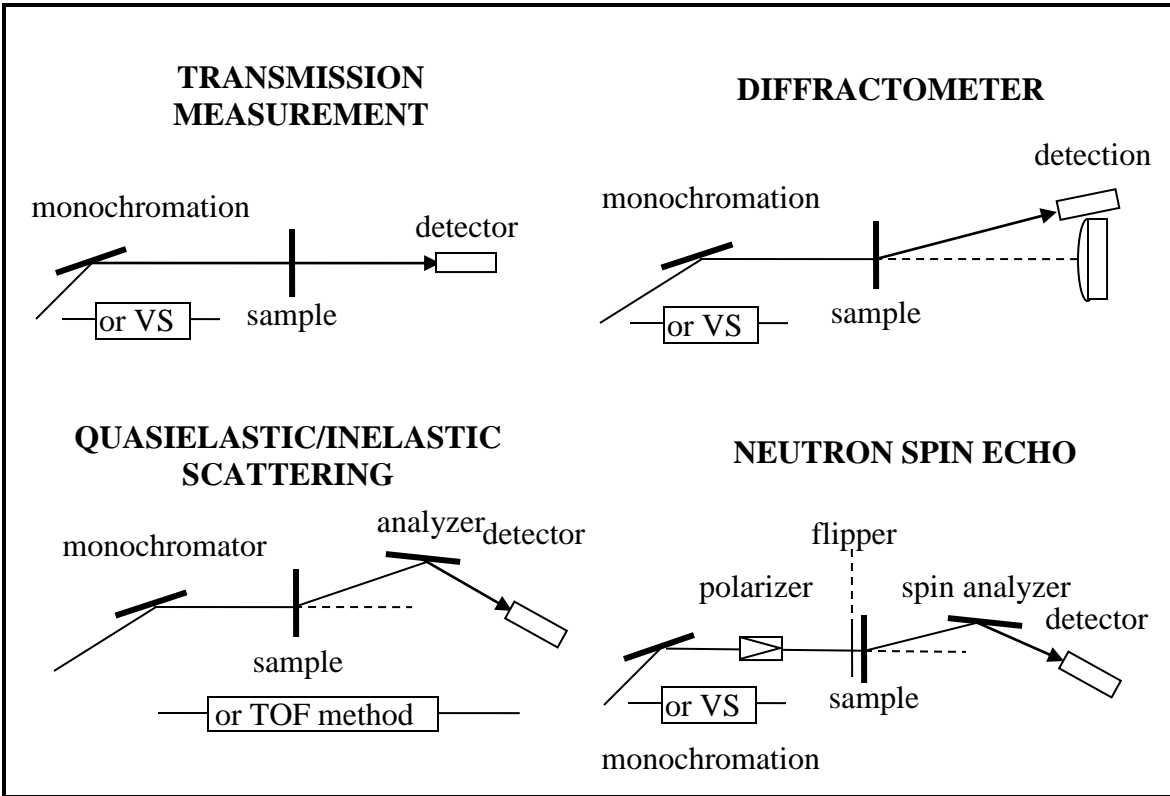 TRANSMISSION
MEASUREMENT
monochromation
detector
or VS
sample
DIFFRACTOMETER
detection
monochromation
or VS
sample
QUASIELASTIC/INELASTIC
SCATTERING
analyzer
detector
monochromator
sample
or TOF method
NEUTRON SPIN ECHO
flipper
polarizer
spin analyzer
detector
or VS
sample
monochromation